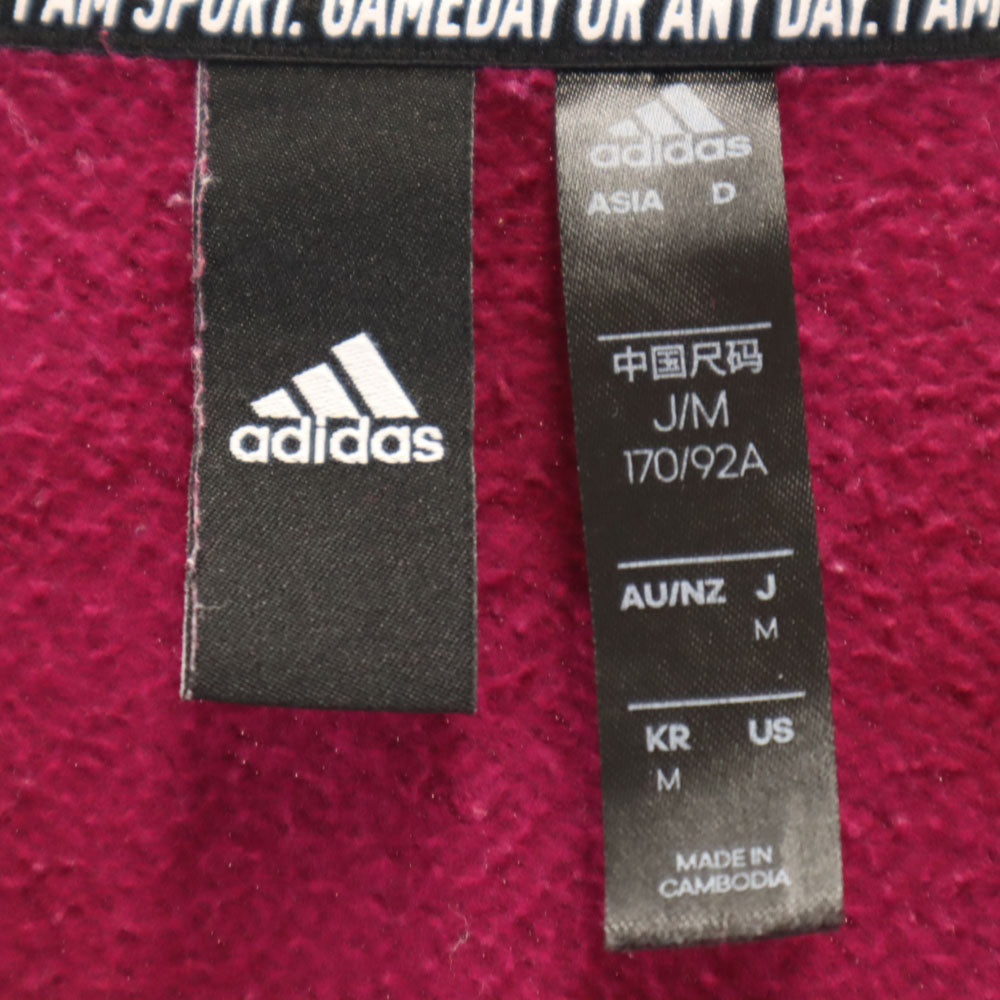 I AM SPORT. GAMEDAY OR ANY DAY. I AM
adidas
adidas
ASIA D
中国尺码
J/M
170/92A
AU/NZ J
M
KR US
M
MADE IN
CAMBODIA